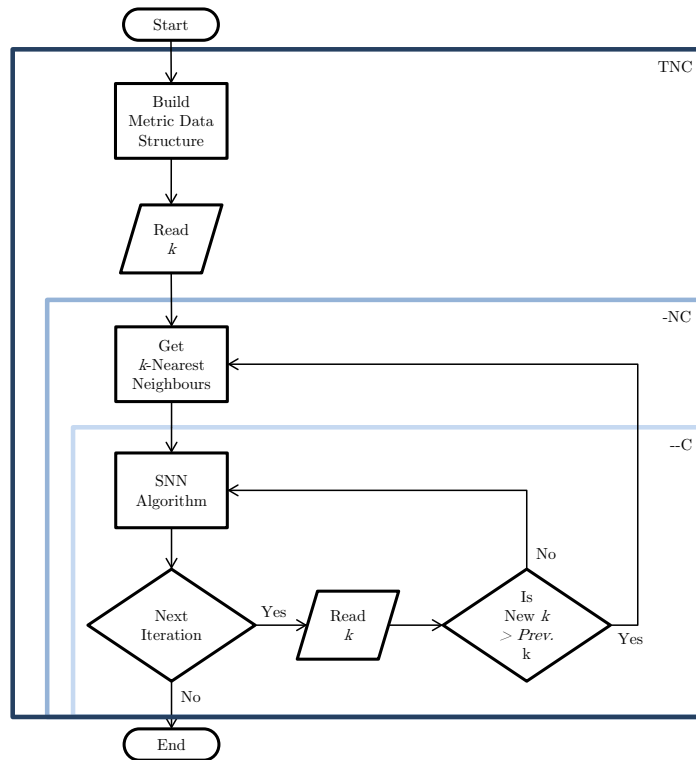 Start
TNC
Build
Metric Data
Structure
Read
k
-NC
Get
k-Nearest
Neighbours
--C
SNN
Algorithm
No
Next
Iteration
Yes
Read
k
Is
New k
> Prev.
k
Yes
No
End